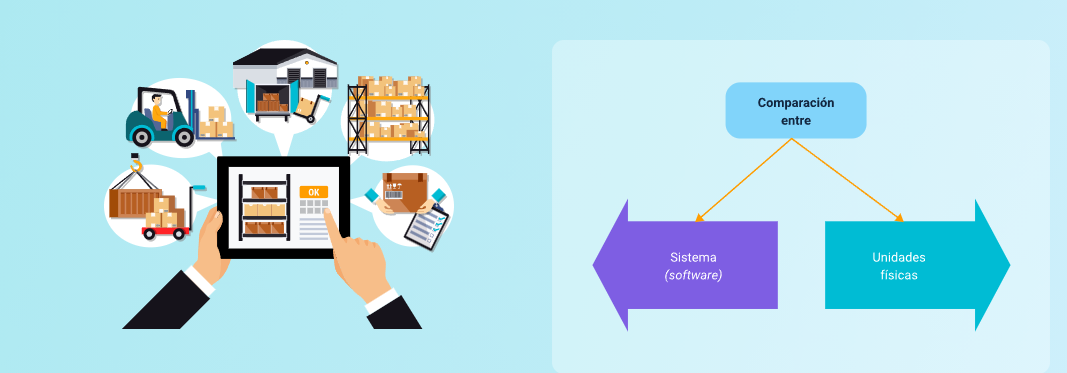 OK
Comparación
entre
Sistema
(software)
Unidades
físicas